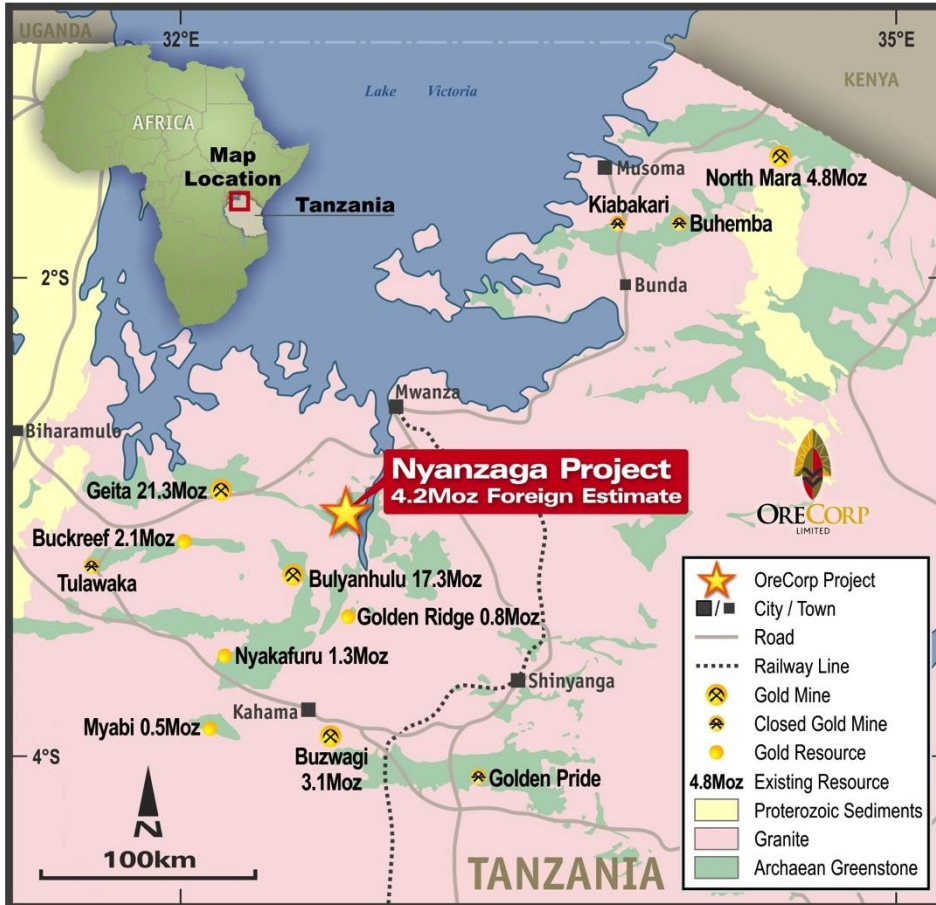 UGANDA
32°E
35°E
KENYA
Lake Victoria
AFRICA
Map
Location
Tanzania
Musoma
North Mara 4.8Moz
Kiabakari
Buhemba
2°S
Bunda
Mwanza
Biharamulo
Nyanzaga Project
4.2Moz Foreign Estimate
Geita 21.3Moz
ORECORP
LIMITED
Buckreef 2.1Moz
Tulawaka
Bulyanhulu 17.3Moz
Golden Ridge 0.8Moz
Nyakafuru 1.3Moz
Shinyanga
Kahama
Myabi 0.5Moz
Buzwagi
3.1Moz
4°S
Golden Pride
N
100km
TANZANIA
OreCorp Project
/ City / Town
Road
Railway Line
Gold Mine
Closed Gold Mine
Gold Resource
4.8Moz Existing Resource
Proterozoic Sediments
Granite
Archaean Greenstone